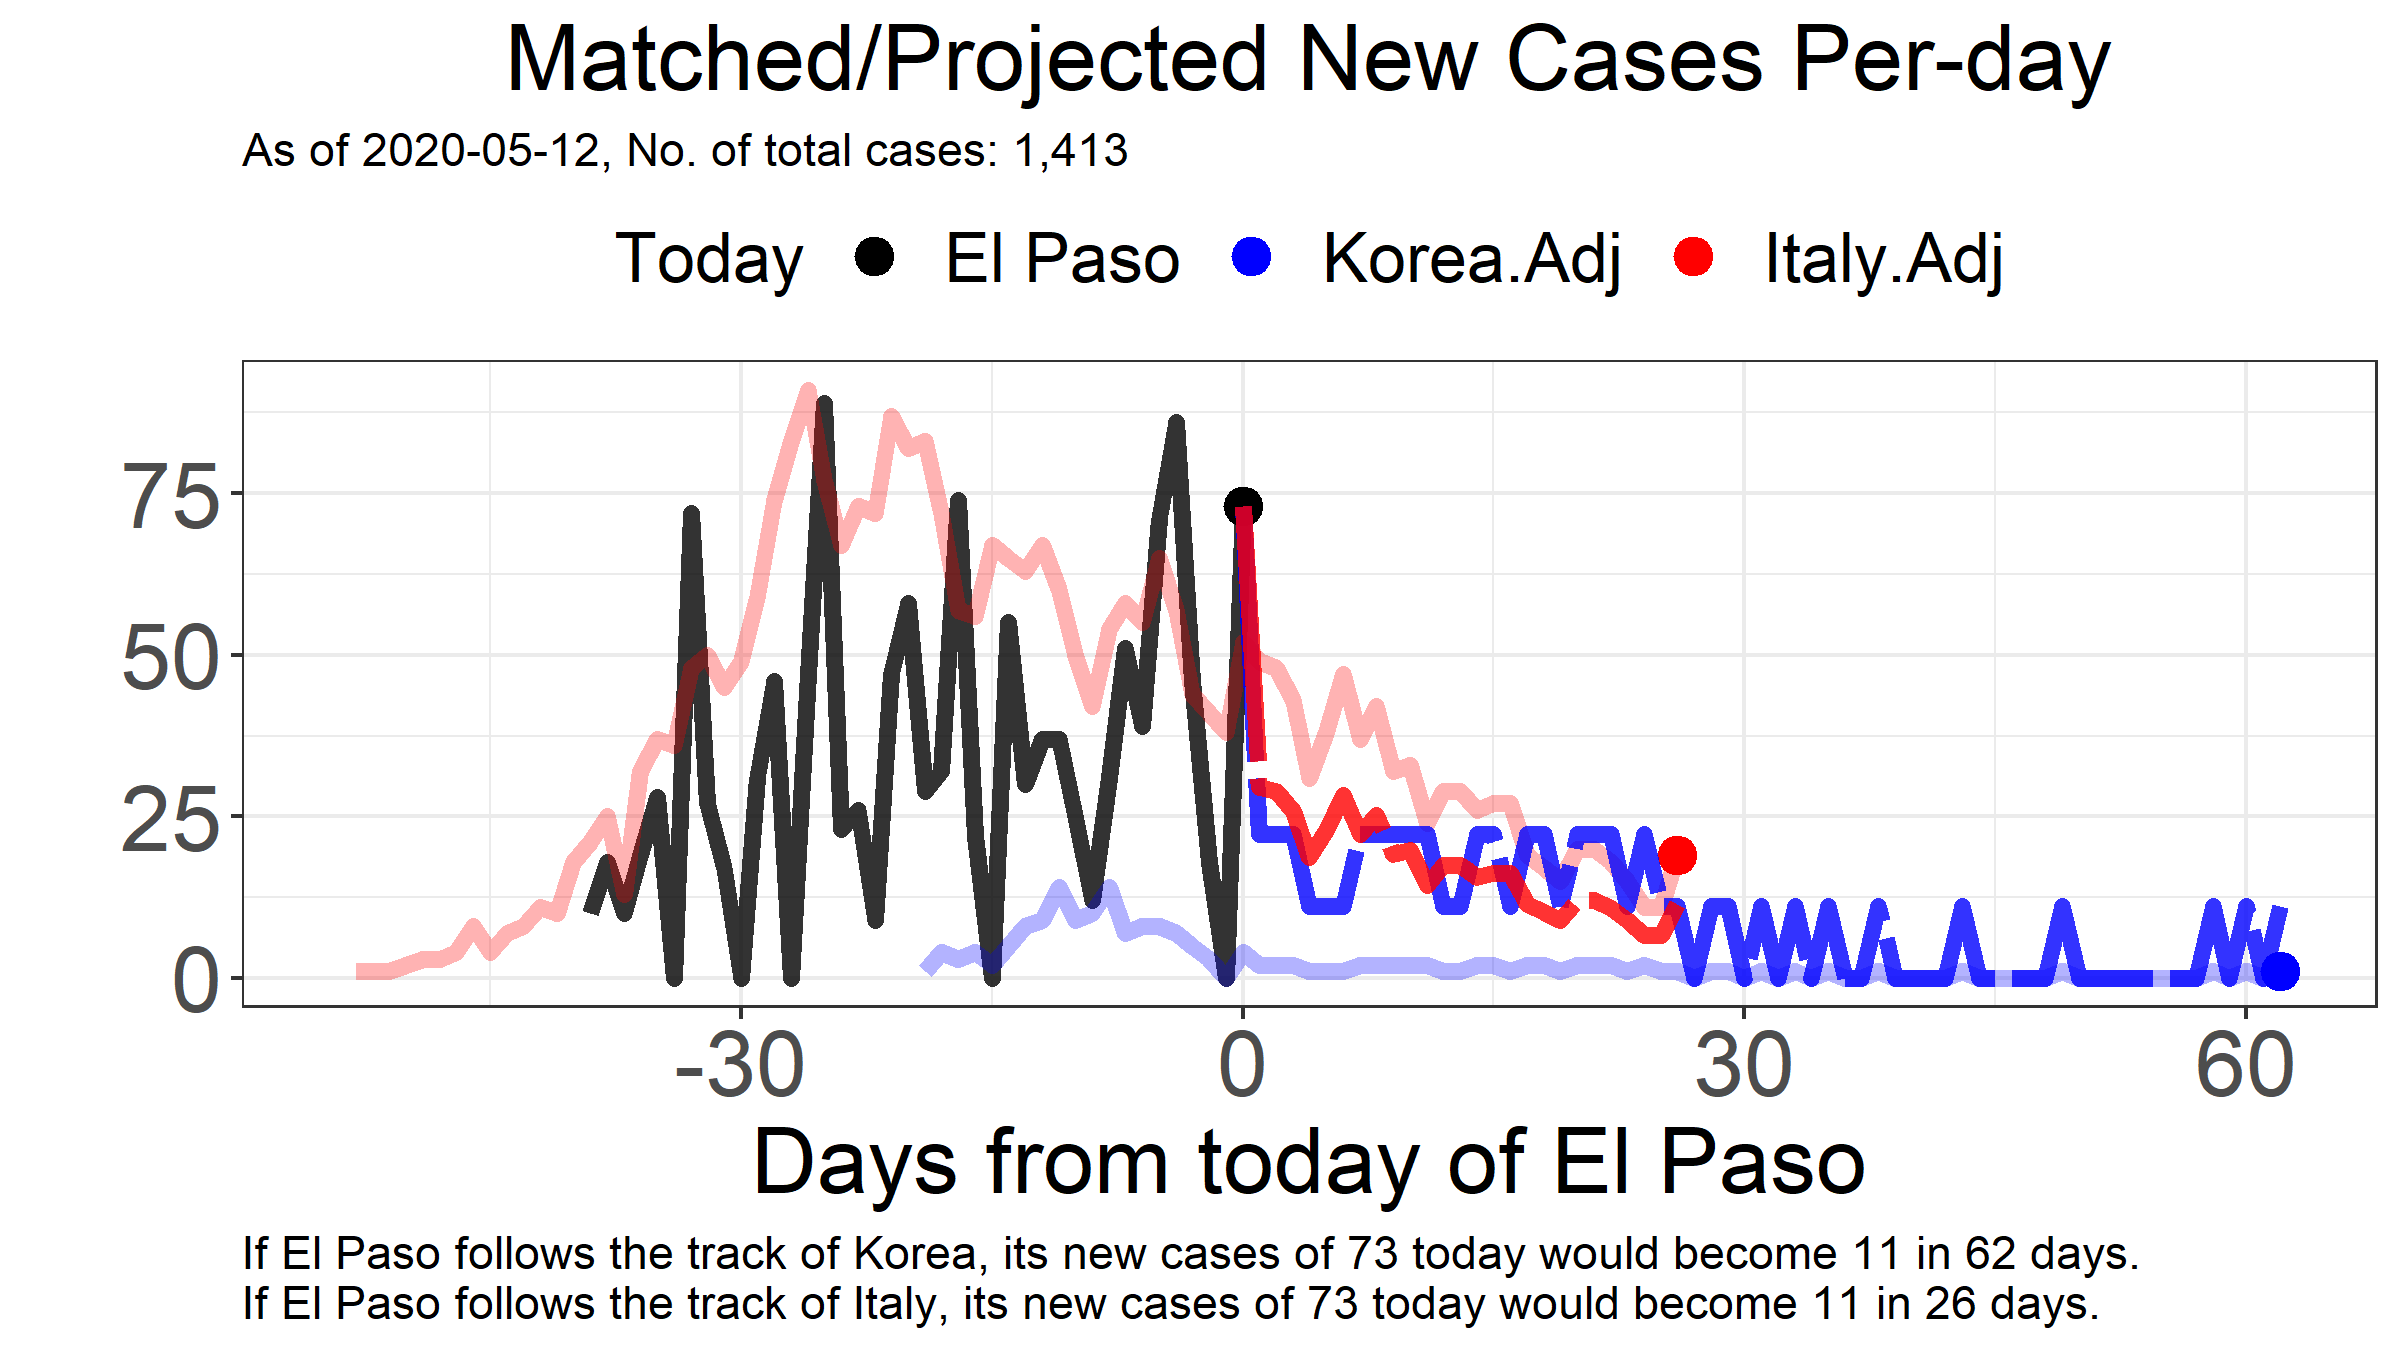 Matched/Projected New Cases Per-day
As of 2020-05-12, No. of total cases: 1,413
Today El Paso Korea.Adj Italy.Adj
75
50
25
0
-30 0 30 60
Days from today of El Paso
If El Paso follows the track of Korea, its new cases of 73 today would become 11 in 62 days.
If El Paso follows the track of Italy, its new cases of 73 today would become 11 in 26 days.